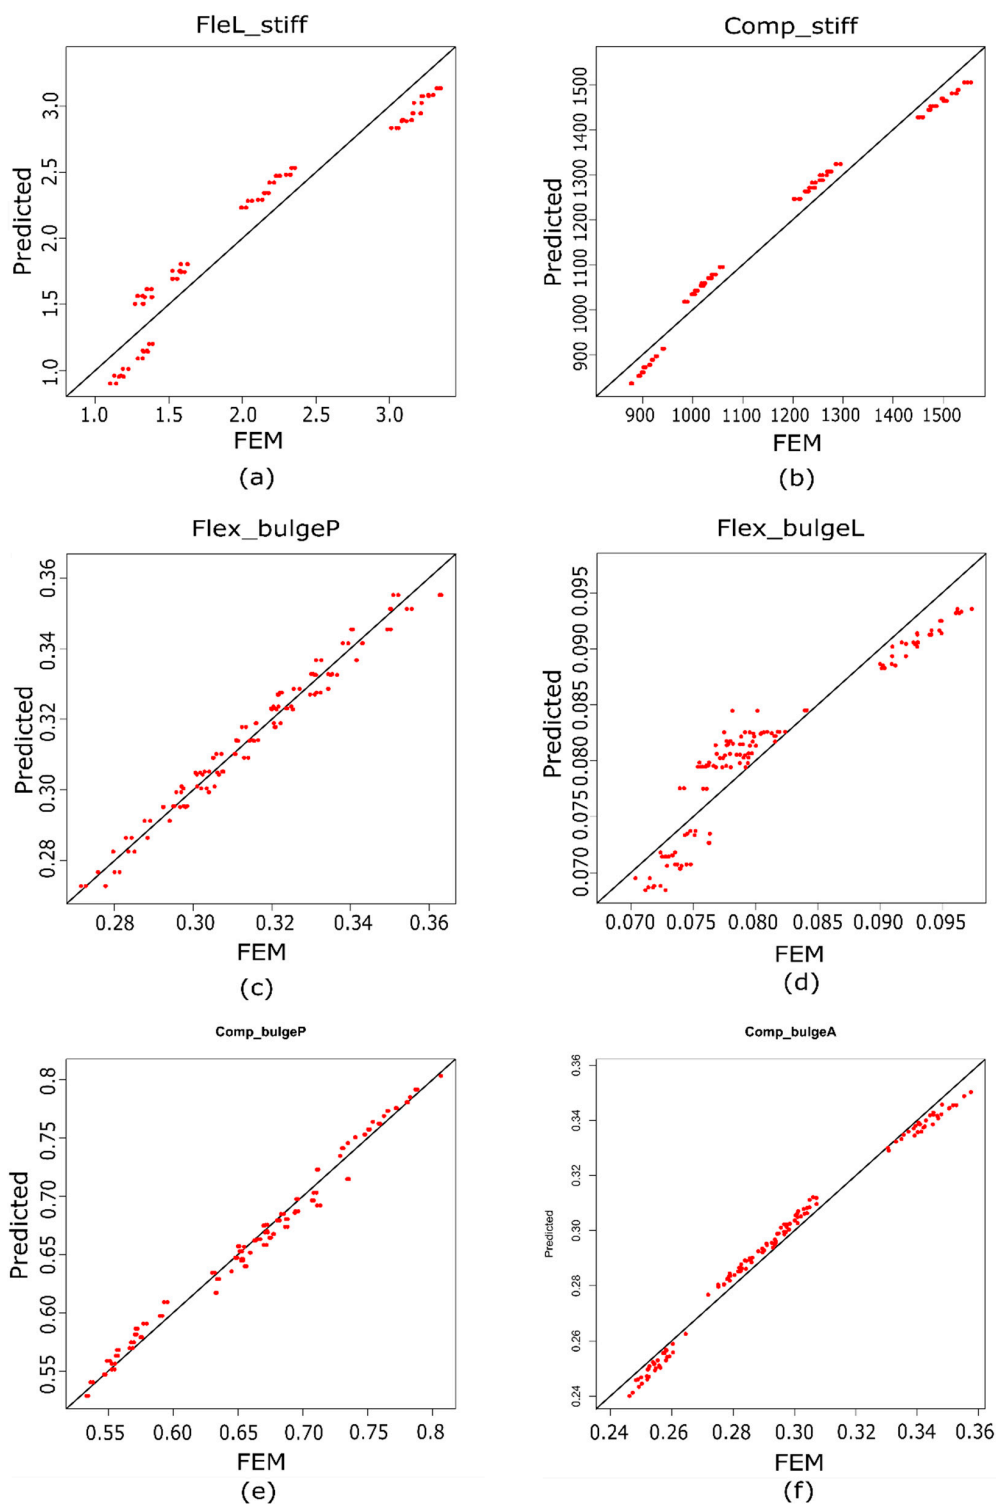 FleL_stiff
Predicted
1.0 1.5 2.0 2.5 3.0
1.0 1.5 2.0 2.5 3.0
FEM
(a)
Comp_stiff
Predicted
900 1000 1100 1200 1300 1400 1500
900 1000 1100 1200 1300 1400 1500
FEM
(b)
Flex_bulgeP
Predicted
0.28 0.30 0.32 0.34 0.36
0.28 0.30 0.32 0.34 0.36
FEM
(c)
Flex_bulgeL
Predicted
0.070 0.075 0.080 0.085 0.090 0.095
0.070 0.075 0.080 0.085 0.090 0.095
FEM
(d)
Comp_bulgeP
Predicted
0.55 0.60 0.65 0.70 0.75 0.8
0.55 0.60 0.65 0.70 0.75 0.8
FEM
(e)
Comp_bulgeA
Predicted
0.24 0.26 0.28 0.30 0.32 0.34 0.36
0.24 0.26 0.28 0.30 0.32 0.34 0.36
FEM
(f)